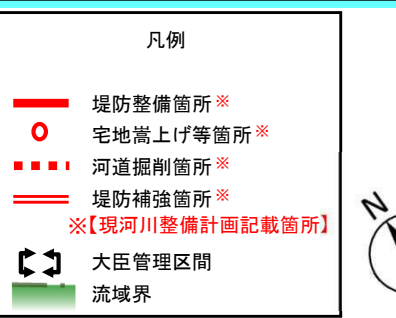 凡例
堤防整備箇所※
宅地嵩上げ等箇所※
河道掘削箇所※
堤防補強箇所※
※【現河川整備計画記載箇所】
大臣管理区間
流域界
N